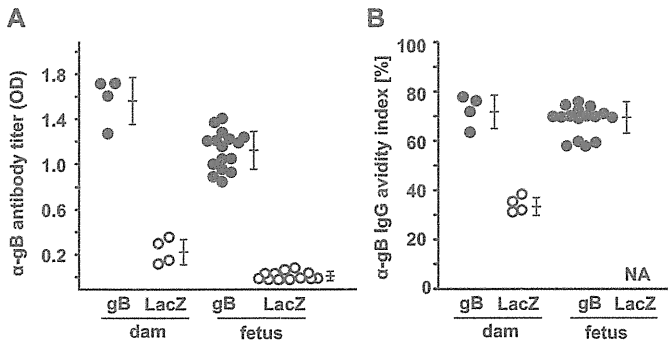 A
α-gB antibody titer (OD)
1.8
1.4
1.0
0.6
0.2
gB LacZ gB LacZ
dam fetus
B
α-gB IgG avidity index [%]
100
80
60
40
20
0
NA
gB LacZ gB LacZ
dam fetus